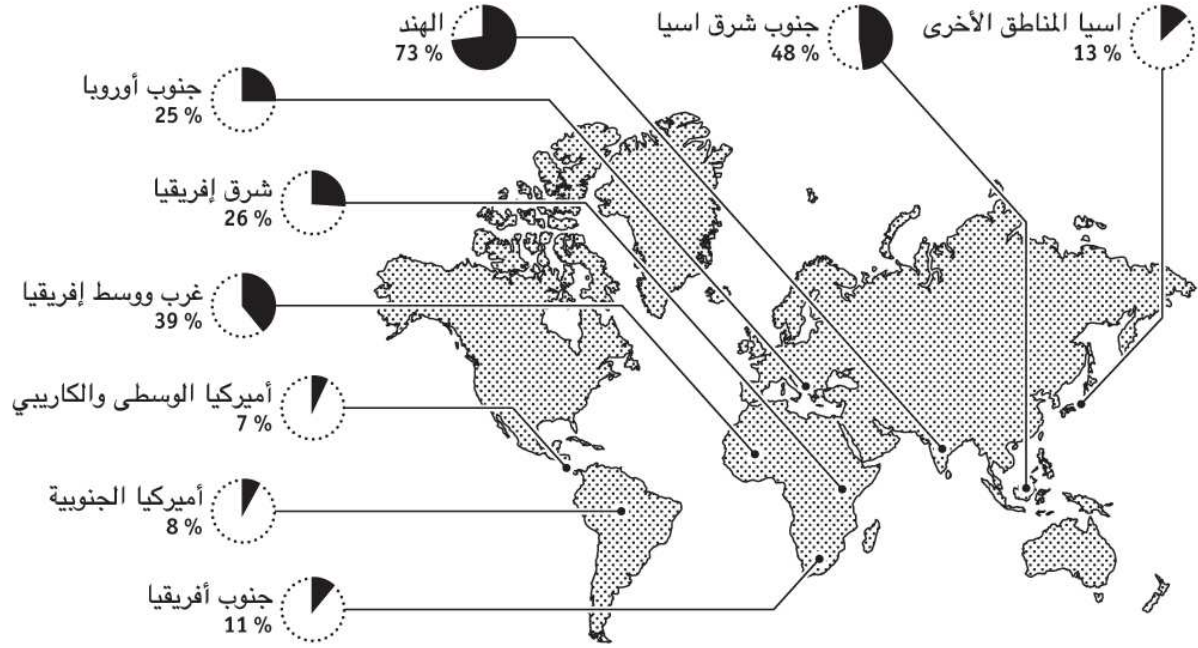 اسيا المناطق الأخرى
13 %
جنوب شرق اسيا
48 %
الهند
73 %
جنوب أوروبا
25 %
شرق إفريقيا
26 %
غرب ووسط إفريقيا
39 %
أميركيا الوسطى والكاريبي
7 %
أميركيا الجنوبية
8 %
جنوب أفريقيا
11 %